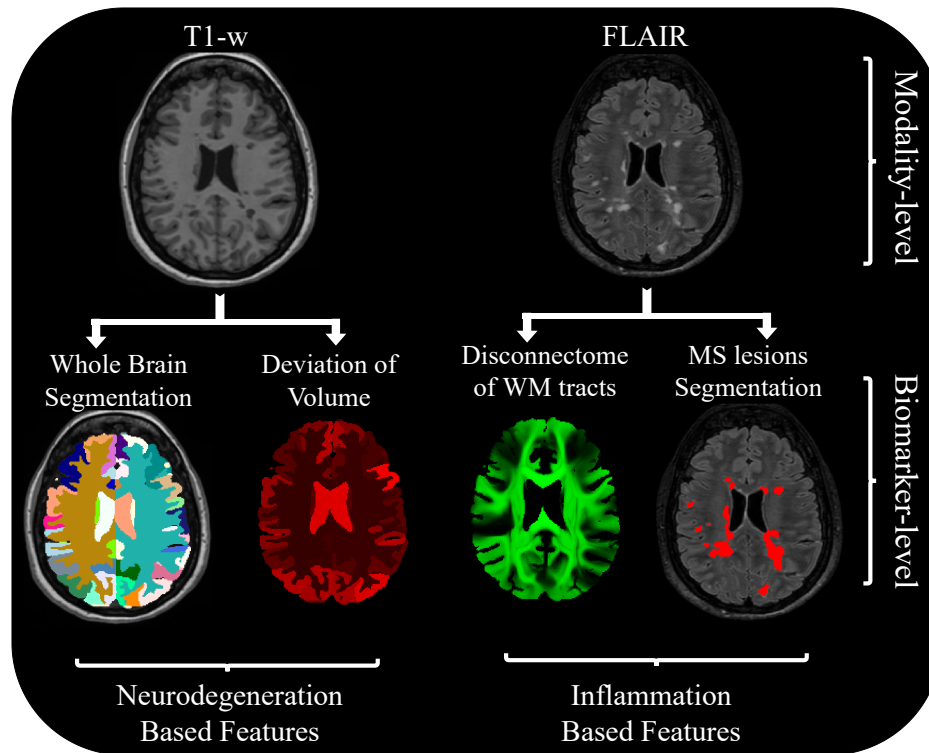 T1-w
FLAIR
Modality-level
Whole Brain
Segmentation
Deviation of
Volume
Disconnectome
of WM tracts
MS lesions
Segmentation
Biomarker-level
Neurodegeneration
Based Features
Inflammation
Based Features